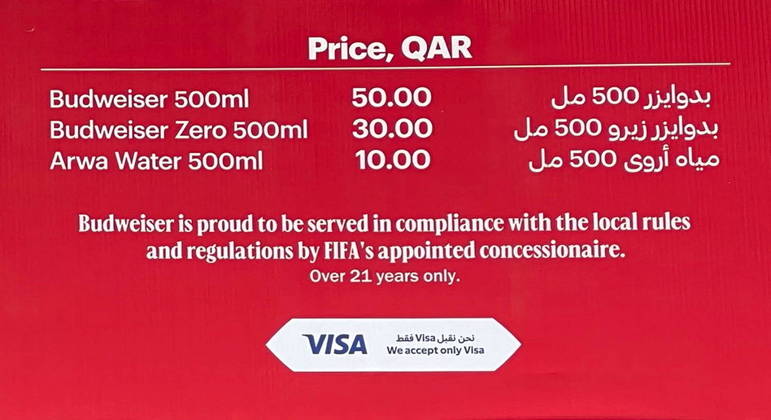 Price, QAR
Budweiser 500ml 50.00 بدوايزر 500 مل
Budweiser Zero 500ml 30.00 بدوايزر زيرو 500 مل
Arwa Water 500ml 10.00 مياه أروى 500 مل
Budweiser is proud to be served in compliance with the local rules
and regulations by FIFA's appointed concessionaire.
Over 21 years only.
VISA نحن نقبل Visa فقط
We accept only Visa